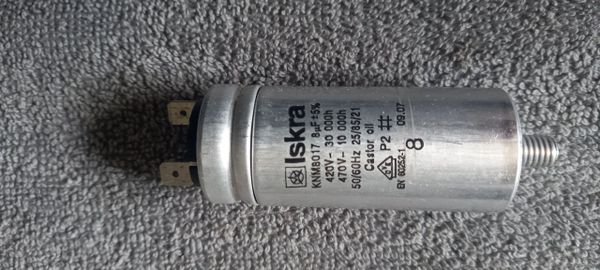 Iskra
KNM8017 8µF±5%
420V~ 30 000h
470V~ 10 000h
50/60Hz 25/85/21
Castor oil
P2
EN 60252-1 09.07
8